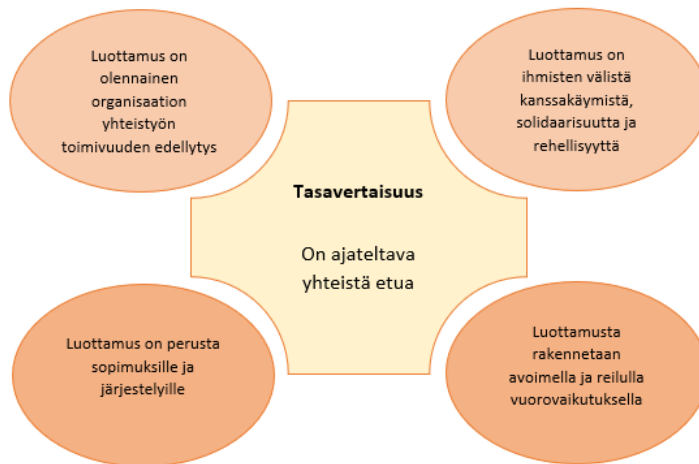 Luottamus on
olennainen
organisaation
yhteistyön
toimivuuden edellytys
Luottamus on
ihmisten välistä
kanssakäymistä,
solidaarisuutta ja
rehellisyyttä
Tasavertaisuus
On ajateltava
yhteistä etua
Luottamus on perusta
sopimuksille ja
järjestelyille
Luottamusta
rakennetaan
avoimella ja reilulla
vuorovaikutuksella